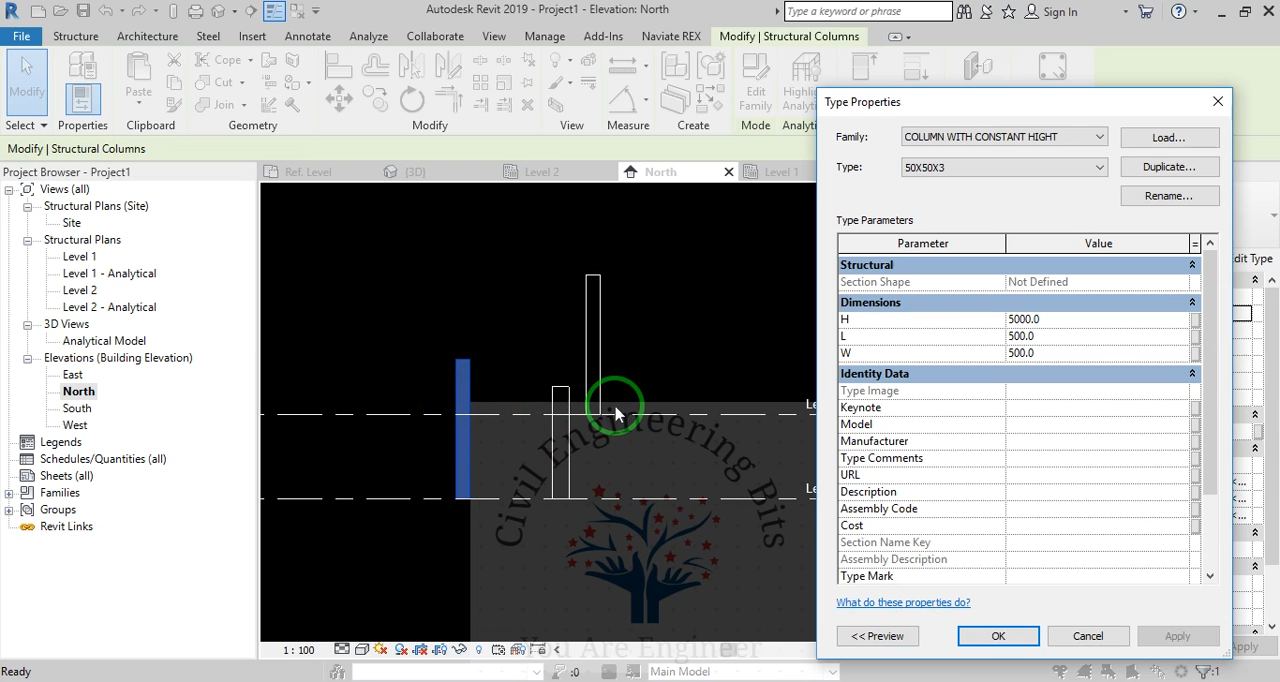 Autodesk Revit 2019 - Project1 - Elevation: North
Type a keyword or phrase
Sign In
File Structure Architecture Steel Insert Annotate Analyze Collaborate View Manage Add-Ins Naviate REX Modify | Structural Columns
Modify
Paste
Cope
Cut
Join
Edit Family
Select Properties Clipboard Geometry Modify View Measure Create Mode
Modify | Structural Columns
Project Browser - Project1
Views (all)
Structural Plans (Site)
Site
Structural Plans
Level 1
Level 1 - Analytical
Level 2
Level 2 - Analytical
3D Views
Analytical Model
Elevations (Building Elevation)
East
North
South
West
Legends
Schedules/Quantities (all)
Sheets (all)
Families
Groups
Revit Links
Ref. Level
{3D}
Level 2
North
Level 1
Civil Engineering Bits
You Are Engineer
1 : 100
Type Properties
Family: COLUMN WITH CONSTANT HIGHT Load...
Type: 50X50X3 Duplicate...
Rename...
Type Parameters
Parameter Value =
Structural
Section Shape Not Defined
Dimensions
H 5000.0
L 500.0
W 500.0
Identity Data
Type Image
Keynote
Model
Manufacturer
Type Comments
URL
Description
Assembly Code
Cost
Section Name Key
Assembly Description
Type Mark
What do these properties do?
<< Preview OK Cancel Apply
dit Type
Ready
:0
Main Model
:1